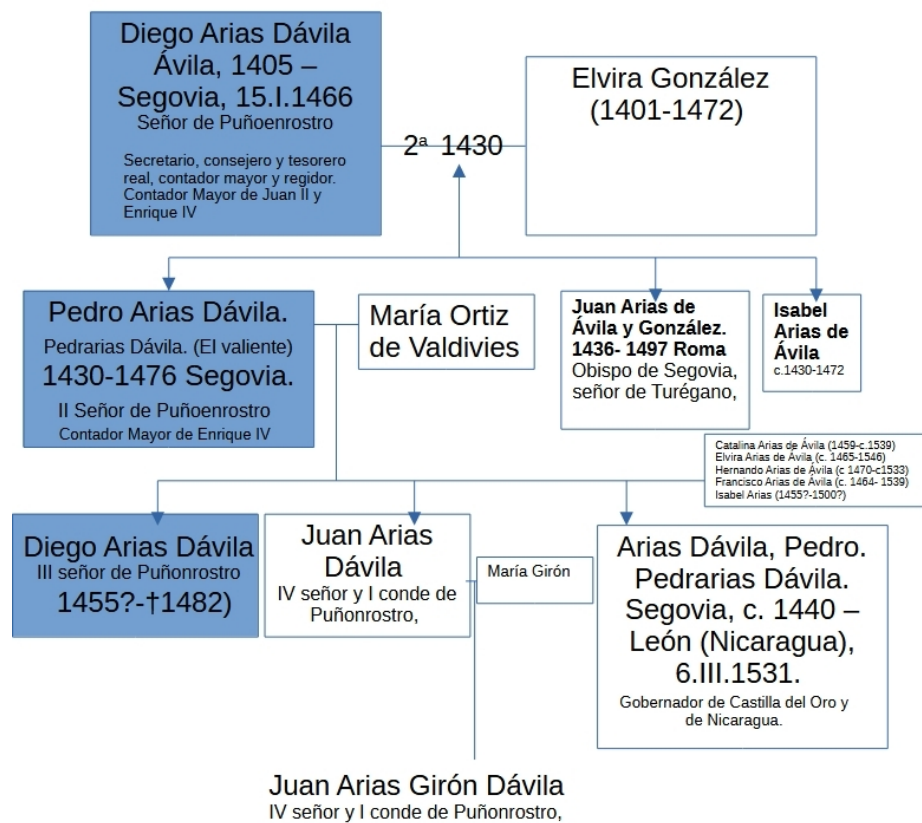 Diego Arias Dávila
Ávila, 1405 –
Segovia, 15.I.1466
Señor de Puñoenrostro
Secretario, consejero y tesorero
real, contador mayor y regidor.
Contador Mayor de Juan II y
Enrique IV
2ª 1430
Elvira González
(1401-1472)
Pedro Arias Dávila.
Pedrarias Dávila. (El valiente)
1430-1476 Segovia.
II Señor de Puñoenrostro
Contador Mayor de Enrique IV
María Ortiz
de Valdivies
Juan Arias de
Ávila y González.
1436- 1497 Roma
Obispo de Segovia,
señor de Turégano,
Isabel
Arias de
Ávila
c.1430-1472
Catalina Arias de Ávila (1459-c.1539)
Elvira Arias de Ávila (c. 1465-1546)
Hernando Arias de Ávila (c 1470-c1533)
Francisco Arias de Ávila (c. 1464- 1539)
Isabel Arias (1455?-1500?)
Diego Arias Dávila
III señor de Puñonrostro
1455?-†1482)
Juan Arias
Dávila
IV señor y I conde de
Puñonrostro,
María Girón
Arias Dávila, Pedro.
Pedrarias Dávila.
Segovia, c. 1440 –
León (Nicaragua),
6.III.1531.
Gobernador de Castilla del Oro y
de Nicaragua.
Juan Arias Girón Dávila
IV señor y I conde de Puñonrostro,